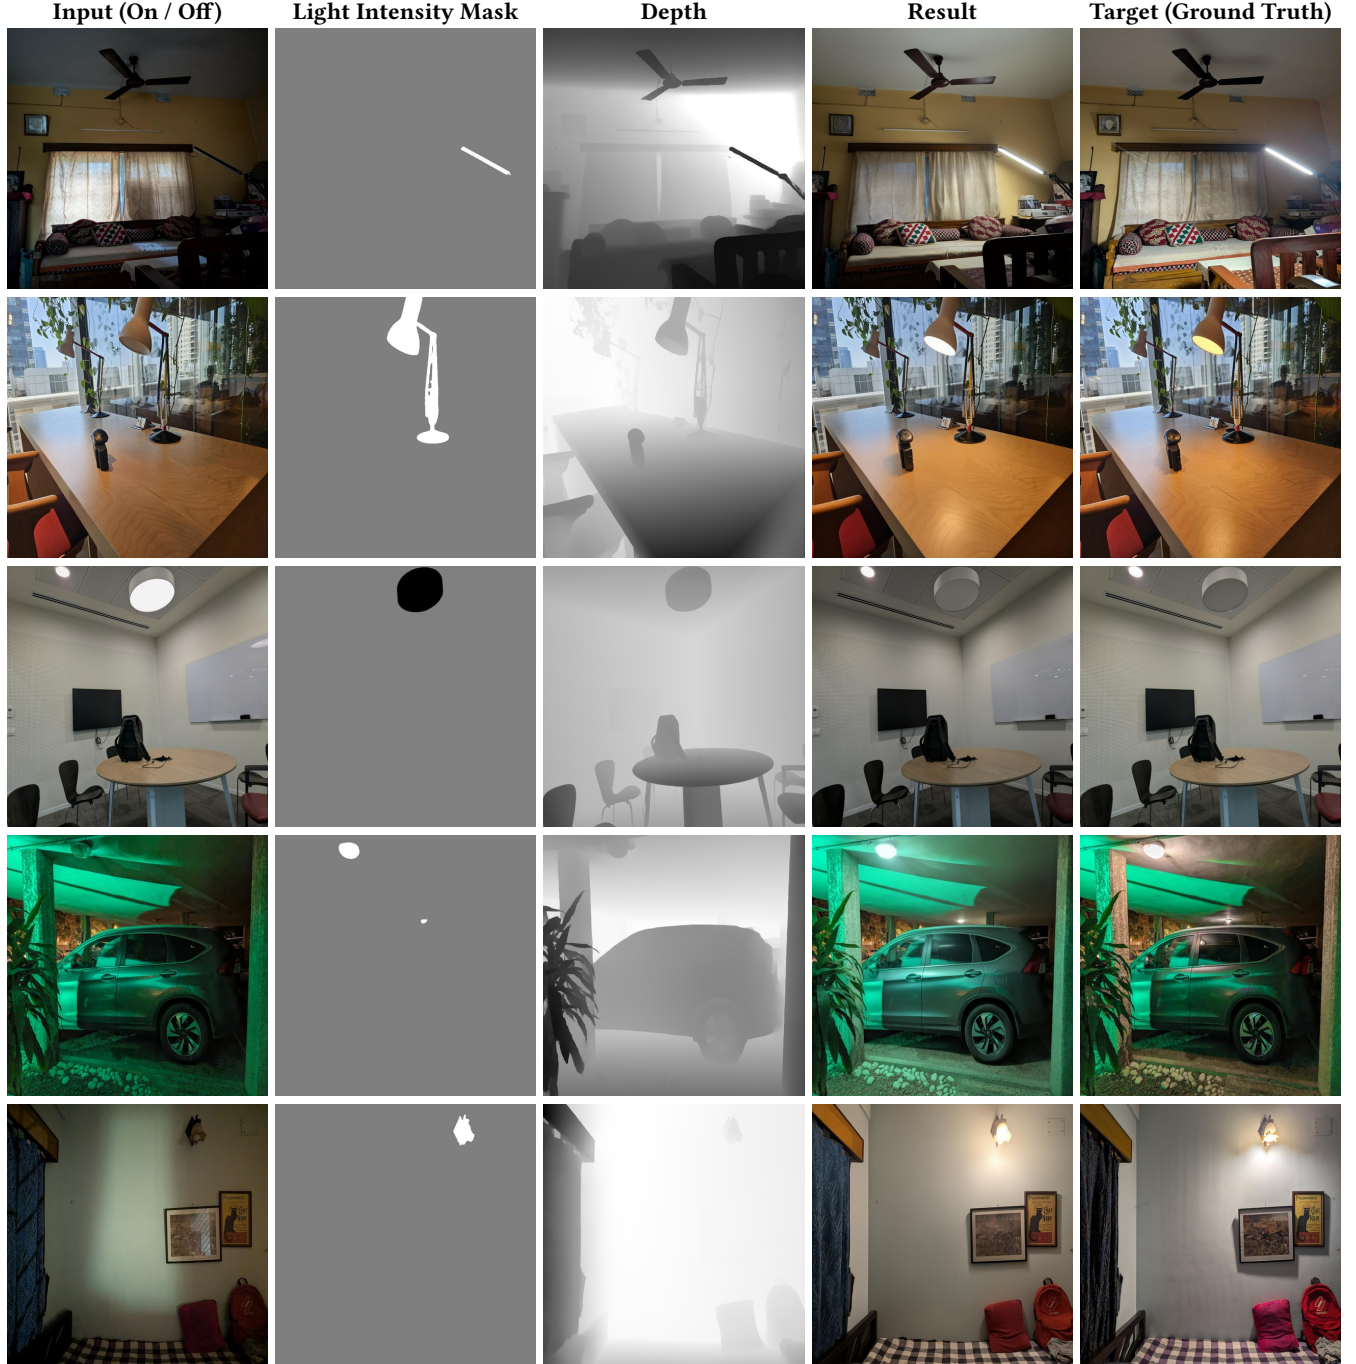 Input (On / Off)
Light Intensity Mask
Depth
Result
Target (Ground Truth)